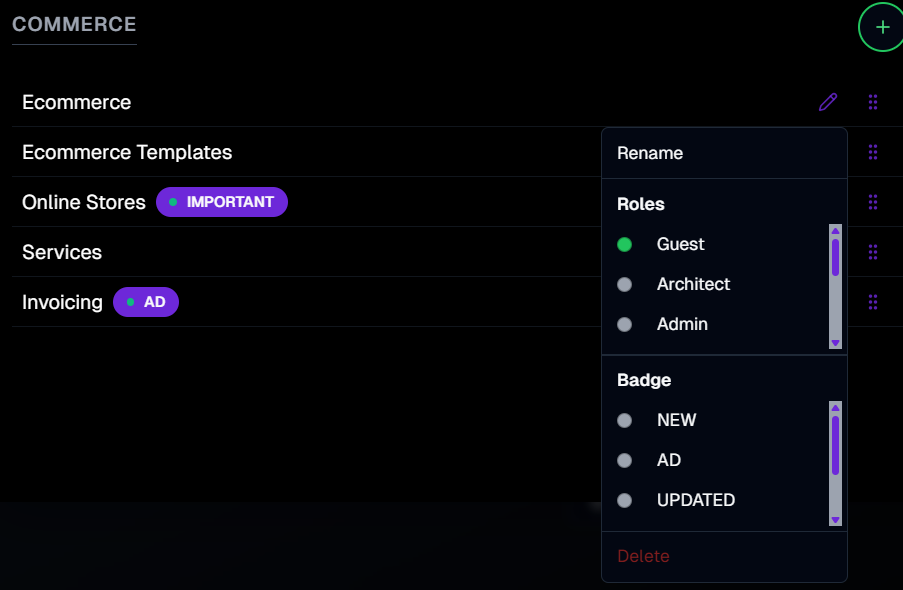 COMMERCE
Ecommerce
Ecommerce Templates
Online Stores IMPORTANT
Services
Invoicing AD
Rename
Roles
Guest
Architect
Admin
Badge
NEW
AD
UPDATED
Delete